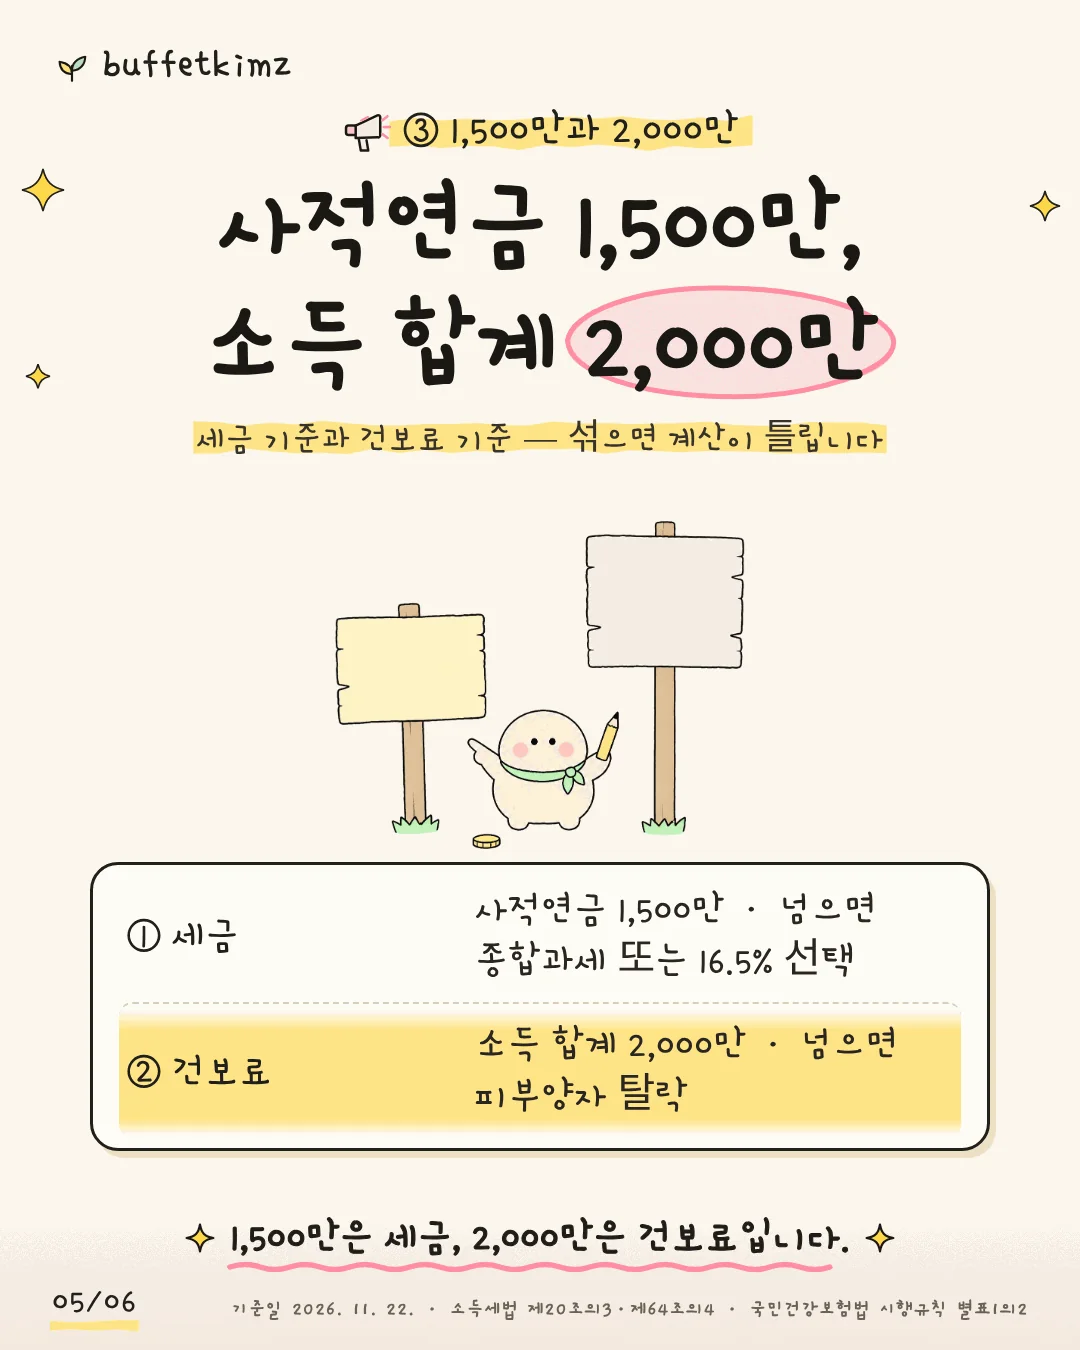 buffetkimz
③ 1,500만과 2,000만
사적연금 1,500만,
소득 합계 2,000만
세금 기준과 건보료 기준 — 섞으면 계산이 틀립니다
① 세금
사적연금 1,500만 · 넘으면
종합과세 또는 16.5% 선택
② 건보료
소득 합계 2,000만 · 넘으면
피부양자 탈락
1,500만은 세금, 2,000만은 건보료입니다.
05/06
기준일 2026. 11. 22. · 소득세법 제20조의3·제64조의4 · 국민건강보험법 시행규칙 별표1의2